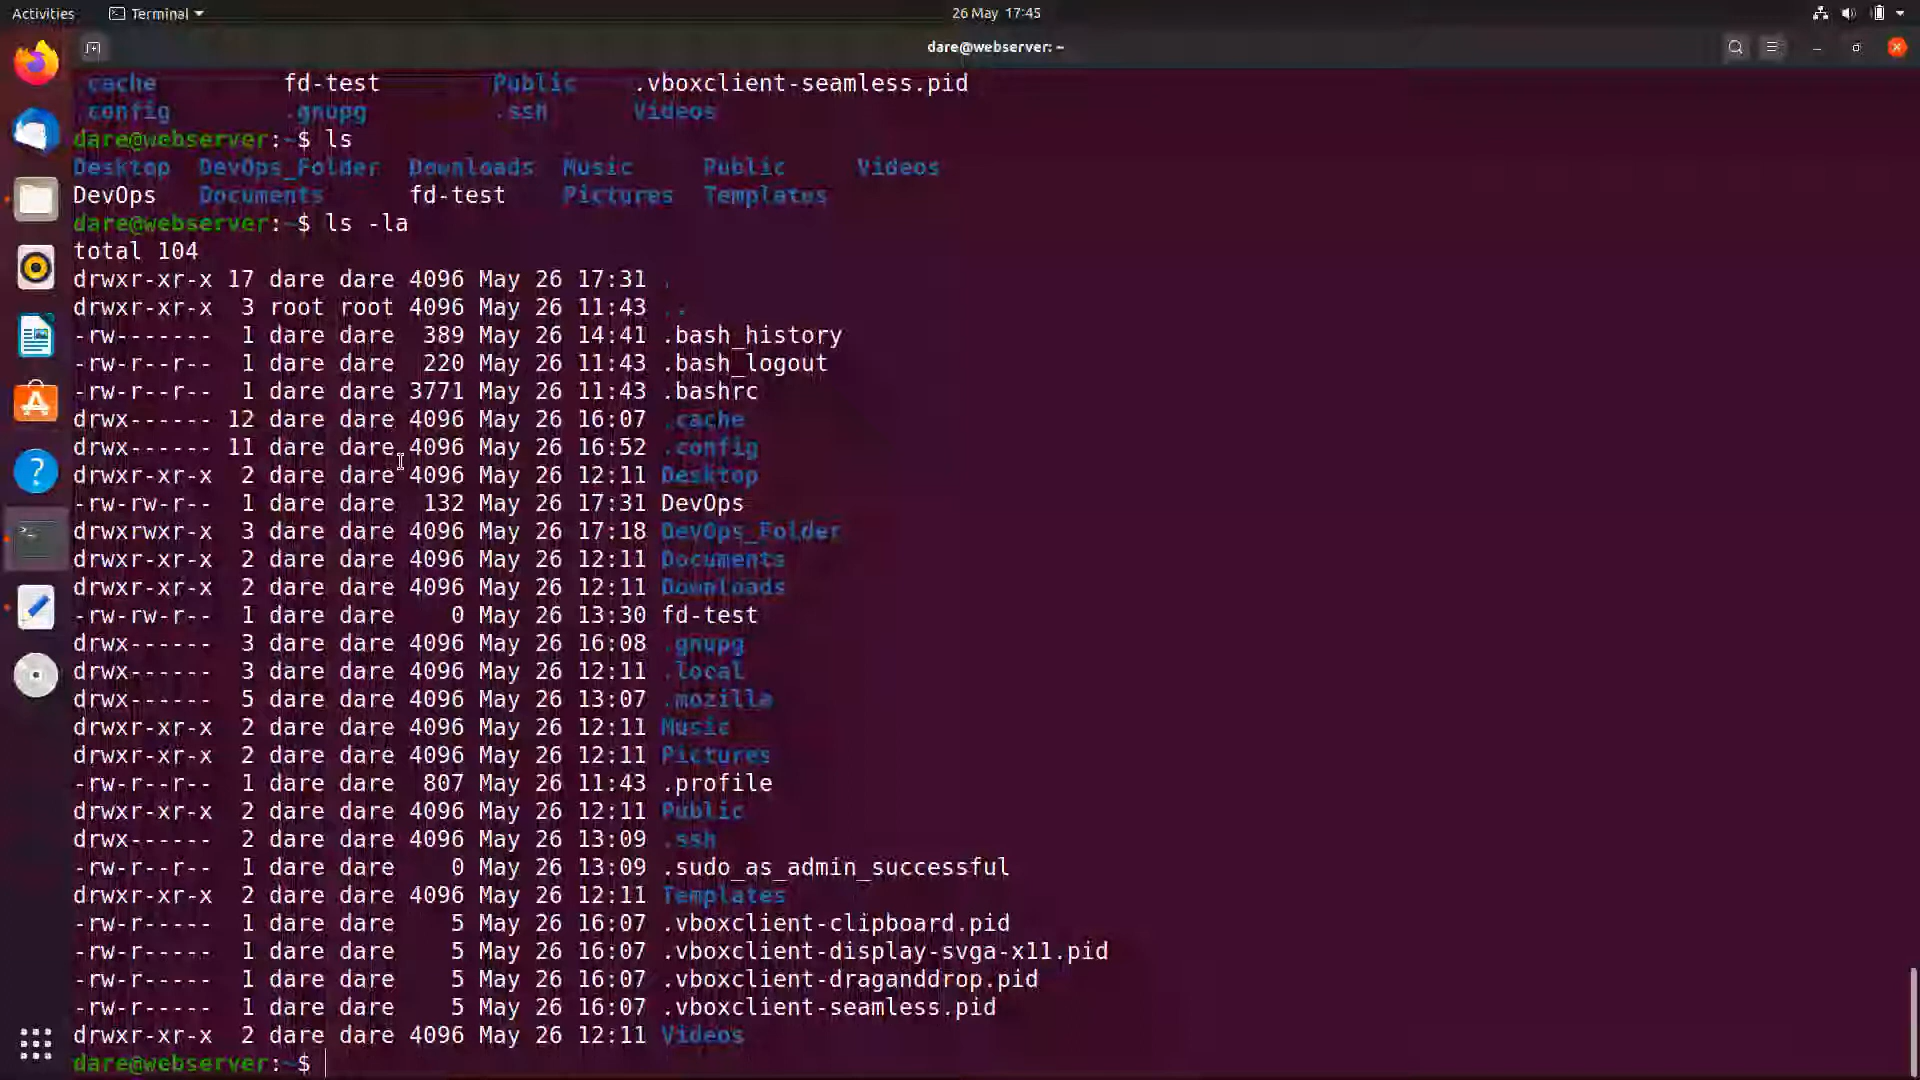 Activities Terminal 26 May 17:45
dare@webserver: ~
.cache fd-test Public .vboxclient-seamless.pid
.config .gnupg .ssh Videos
dare@webserver:~$ ls
Desktop DevOps_Folder Downloads Music Public Videos
DevOps Documents fd-test Pictures Templates
dare@webserver:~$ ls -la
total 104
drwxr-xr-x 17 dare dare 4096 May 26 17:31 .
drwxr-xr-x 3 root root 4096 May 26 11:43 ..
-rw------- 1 dare dare 389 May 26 14:41 .bash_history
-rw-r--r-- 1 dare dare 220 May 26 11:43 .bash_logout
-rw-r--r-- 1 dare dare 3771 May 26 11:43 .bashrc
drwx------ 12 dare dare 4096 May 26 16:07 .cache
drwx------ 11 dare dare 4096 May 26 16:52 .config
drwxr-xr-x 2 dare dare 4096 May 26 12:11 Desktop
-rw-rw-r-- 1 dare dare 132 May 26 17:31 DevOps
drwxrwxr-x 3 dare dare 4096 May 26 17:18 DevOps_Folder
drwxr-xr-x 2 dare dare 4096 May 26 12:11 Documents
drwxr-xr-x 2 dare dare 4096 May 26 12:11 Downloads
-rw-rw-r-- 1 dare dare 0 May 26 13:30 fd-test
drwx------ 3 dare dare 4096 May 26 16:08 .gnupg
drwx------ 3 dare dare 4096 May 26 12:11 .local
drwx------ 5 dare dare 4096 May 26 13:07 .mozilla
drwxr-xr-x 2 dare dare 4096 May 26 12:11 Music
drwxr-xr-x 2 dare dare 4096 May 26 12:11 Pictures
-rw-r--r-- 1 dare dare 807 May 26 11:43 .profile
drwxr-xr-x 2 dare dare 4096 May 26 12:11 Public
drwx------ 2 dare dare 4096 May 26 13:09 .ssh
-rw-r--r-- 1 dare dare 0 May 26 13:09 .sudo_as_admin_successful
drwxr-xr-x 2 dare dare 4096 May 26 12:11 Templates
-rw-r----- 1 dare dare 5 May 26 16:07 .vboxclient-clipboard.pid
-rw-r----- 1 dare dare 5 May 26 16:07 .vboxclient-display-svga-x11.pid
-rw-r----- 1 dare dare 5 May 26 16:07 .vboxclient-draganddrop.pid
-rw-r----- 1 dare dare 5 May 26 16:07 .vboxclient-seamless.pid
drwxr-xr-x 2 dare dare 4096 May 26 12:11 Videos
dare@webserver:~$